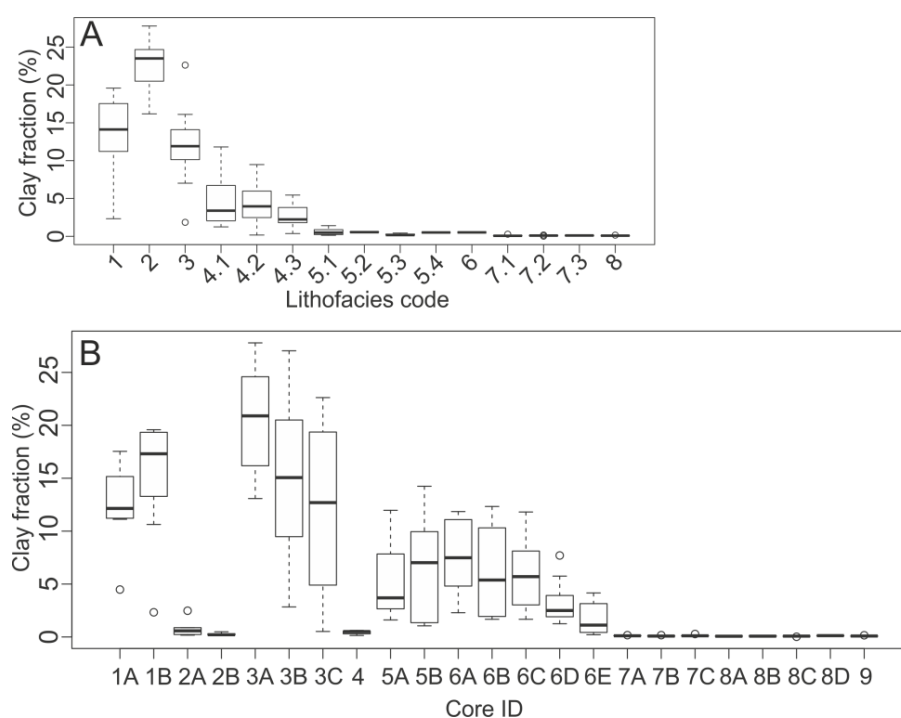 A
Clay fraction (%)
0 5 10 15 20 25
1 2 3 4.1 4.2 4.3 5.1 5.2 5.3 5.4 6 7.1 7.2 7.3 8
Lithofacies code
B
Clay fraction (%)
0 5 10 15 20 25
1A 1B 2A 2B 3A 3B 3C 4 5A 5B 6A 6B 6C 6D 6E 7A 7B 7C 8A 8B 8C 8D 9
Core ID